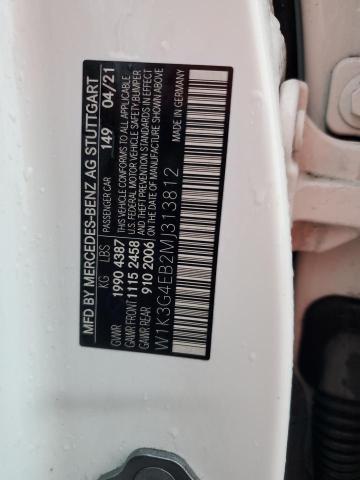 MFD BY MERCEDES-BENZ AG STUTTGART
PASSENGER CAR 149 04/21
KG LBS
GAWR 1990 4387
GAWR FRONT 1115 2458
GAWR REAR 910 2006
THIS VEHICLE CONFORMS TO ALL APPLICABLE
U.S. FEDERAL MOTOR VEHICLE SAFETY, BUMPER
AND THEFT PREVENTION STANDARDS IN EFFECT
ON THE DATE OF MANUFACTURE SHOWN ABOVE
MADE IN GERMANY
W1K3G4EB2MJ313812